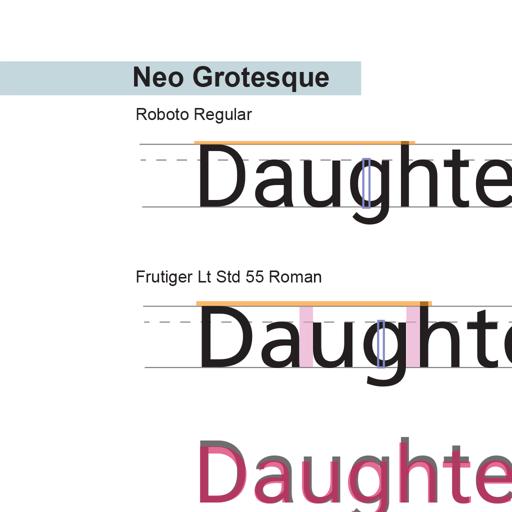 Neo Grotesque
Roboto Regular
Daughte
Frutiger Lt Std 55 Roman
Daughte
Daughte